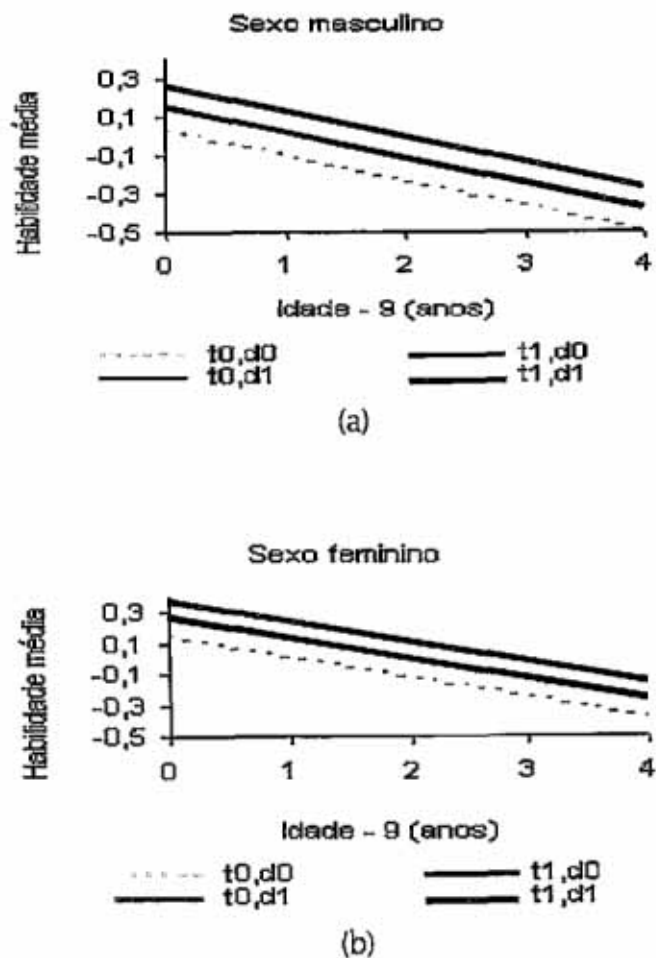 Sexo masculino
Habilidade média
0,3
0,1
-0,1
-0,3
-0,5
0 1 2 3 4
Idade - 9 (anos)
t0,d0 t1,d0
t0,d1 t1,d1
(a)
Sexo feminino
Habilidade média
0,3
0,1
-0,1
-0,3
-0,5
0 1 2 3 4
Idade - 9 (anos)
t0,d0 t1,d0
t0,d1 t1,d1
(b)